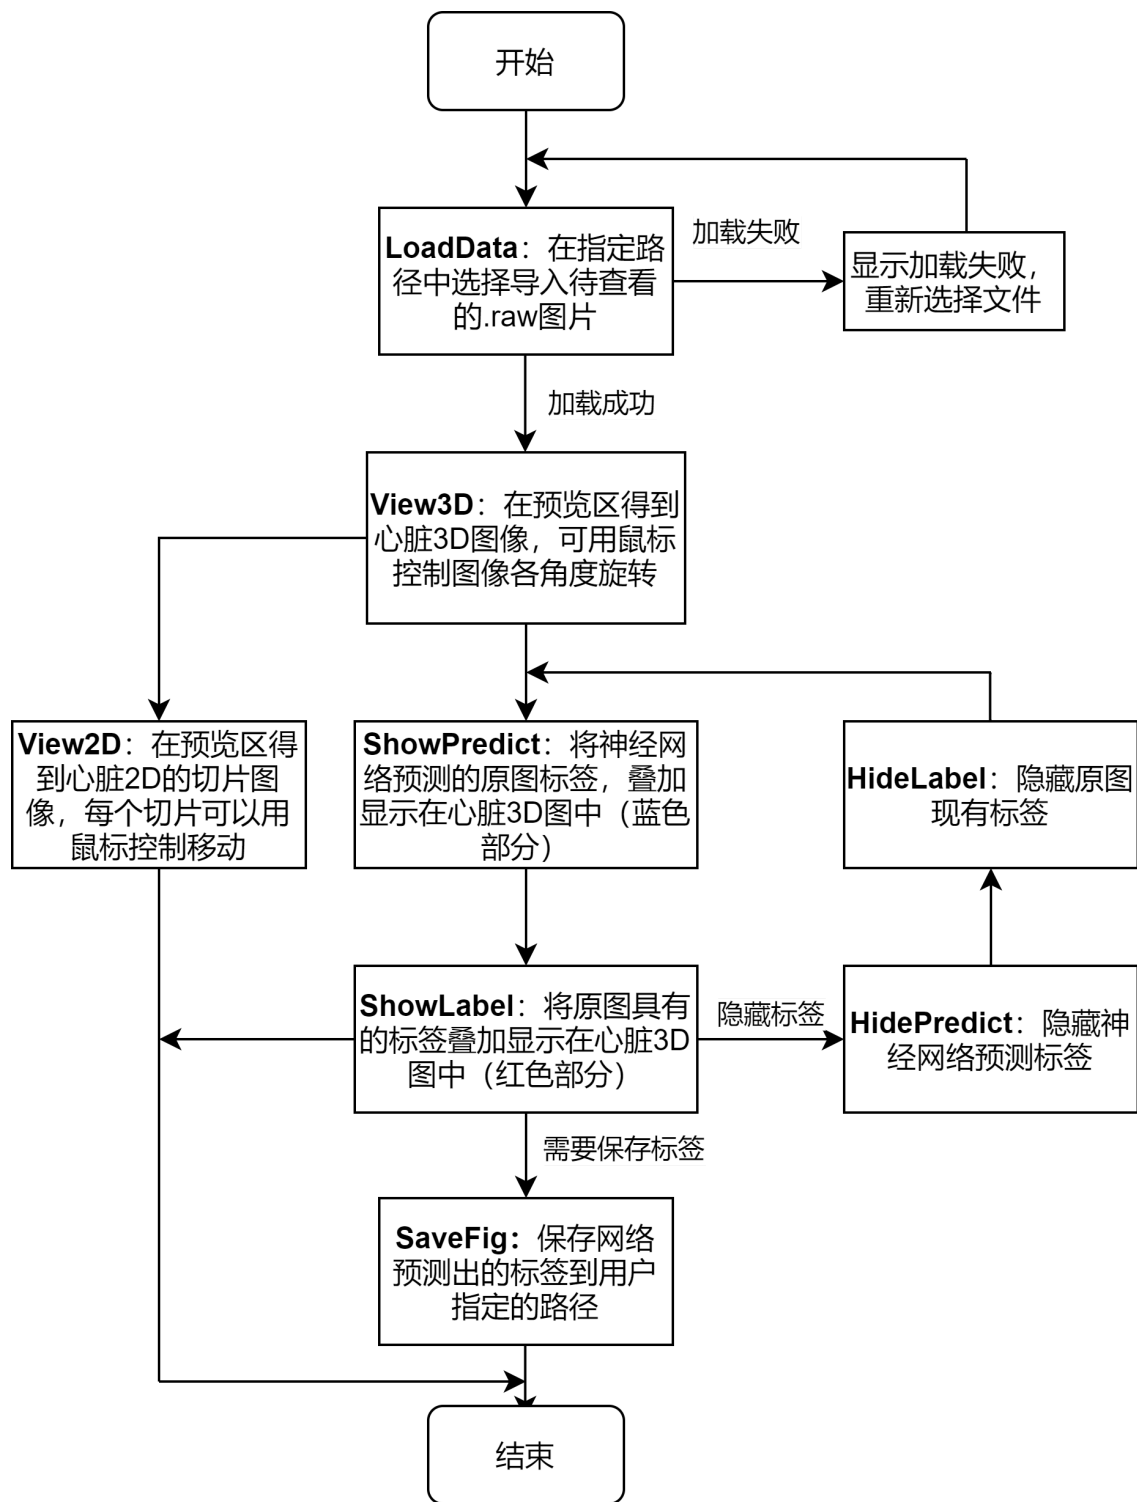 开始
LoadData：在指定路
径中选择导入待查看
的.raw图片
加载失败
显示加载失败，
重新选择文件
加载成功
View3D：在预览区得到
心脏3D图像，可用鼠标
控制图像各角度旋转
View2D：在预览区得
到心脏2D的切片图
像，每个切片可以用
鼠标控制移动
ShowPredict：将神经网
络预测的原图标签，叠加
显示在心脏3D图中（蓝色
部分）
HideLabel：隐藏原图
现有标签
ShowLabel：将原图具有
的标签叠加显示在心脏3D
图中（红色部分）
隐藏标签
HidePredict：隐藏神
经网络预测标签
需要保存标签
SaveFig：保存网络
预测出的标签到用户
指定的路径
结束